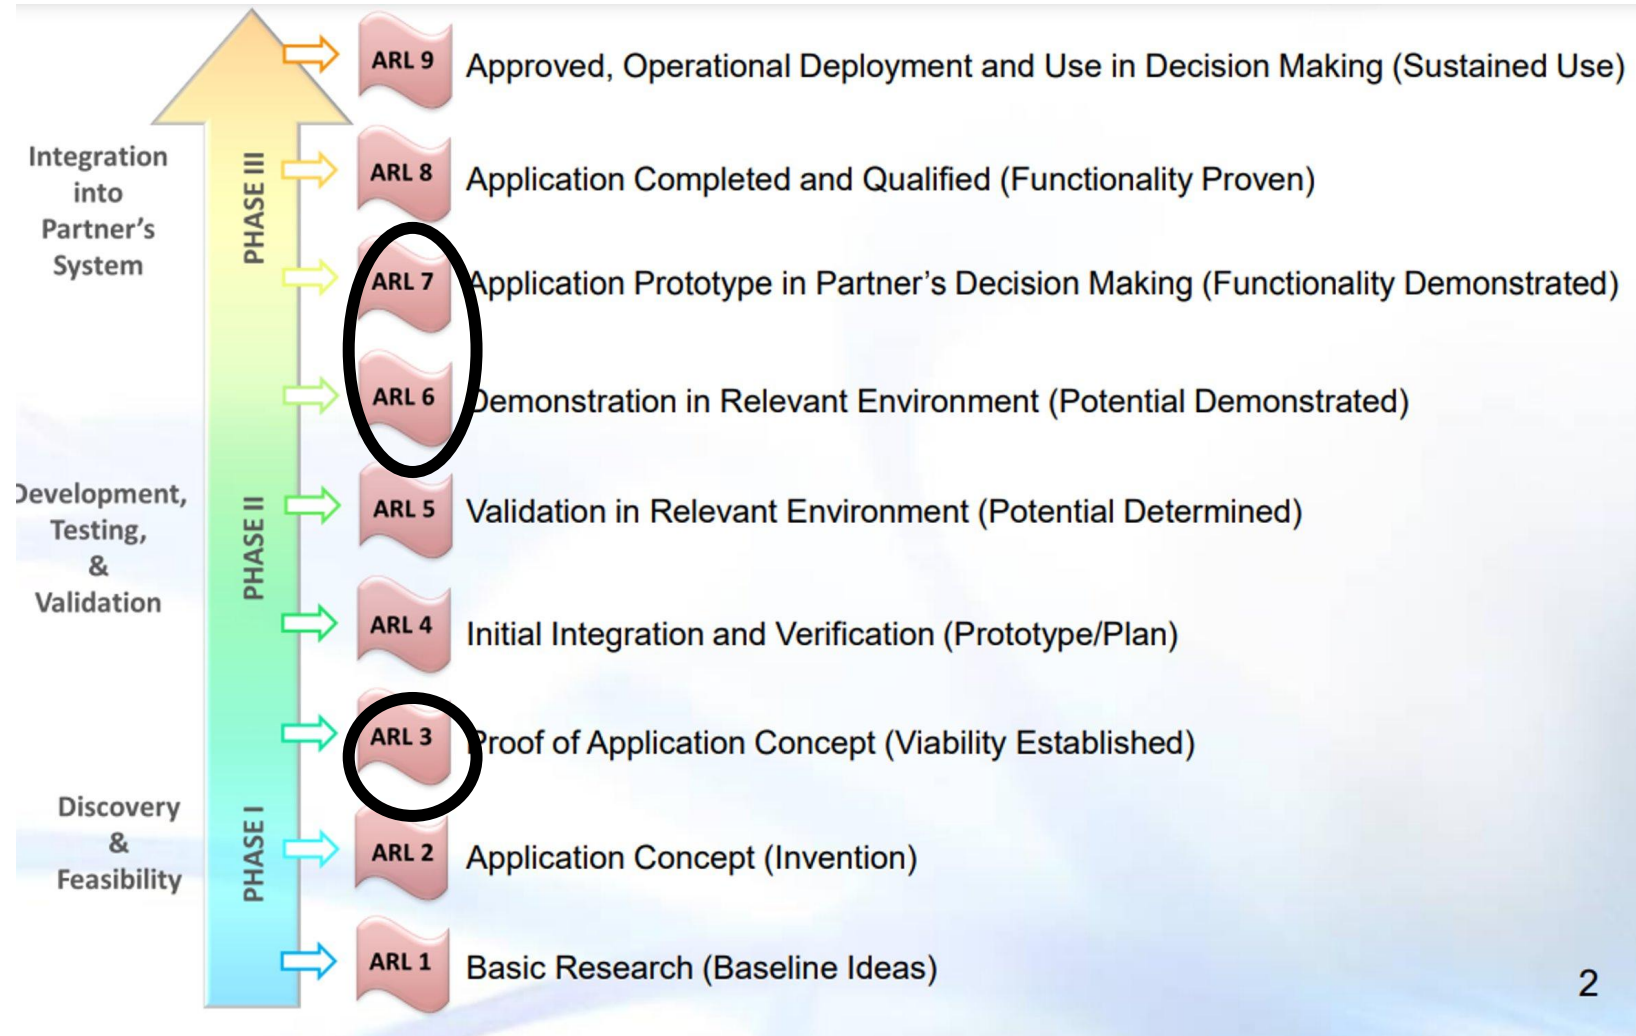 ARL 9 Approved, Operational Deployment and Use in Decision Making (Sustained Use)
Integration
into
Partner's
System
PHASE III
ARL 8 Application Completed and Qualified (Functionality Proven)
ARL 7 Application Prototype in Partner's Decision Making (Functionality Demonstrated)
ARL 6 Demonstration in Relevant Environment (Potential Demonstrated)
Development,
Testing,
&
Validation
PHASE II
ARL 5 Validation in Relevant Environment (Potential Determined)
ARL 4 Initial Integration and Verification (Prototype/Plan)
ARL 3 Proof of Application Concept (Viability Established)
Discovery
&
Feasibility
PHASE I
ARL 2 Application Concept (Invention)
ARL 1 Basic Research (Baseline Ideas)
2